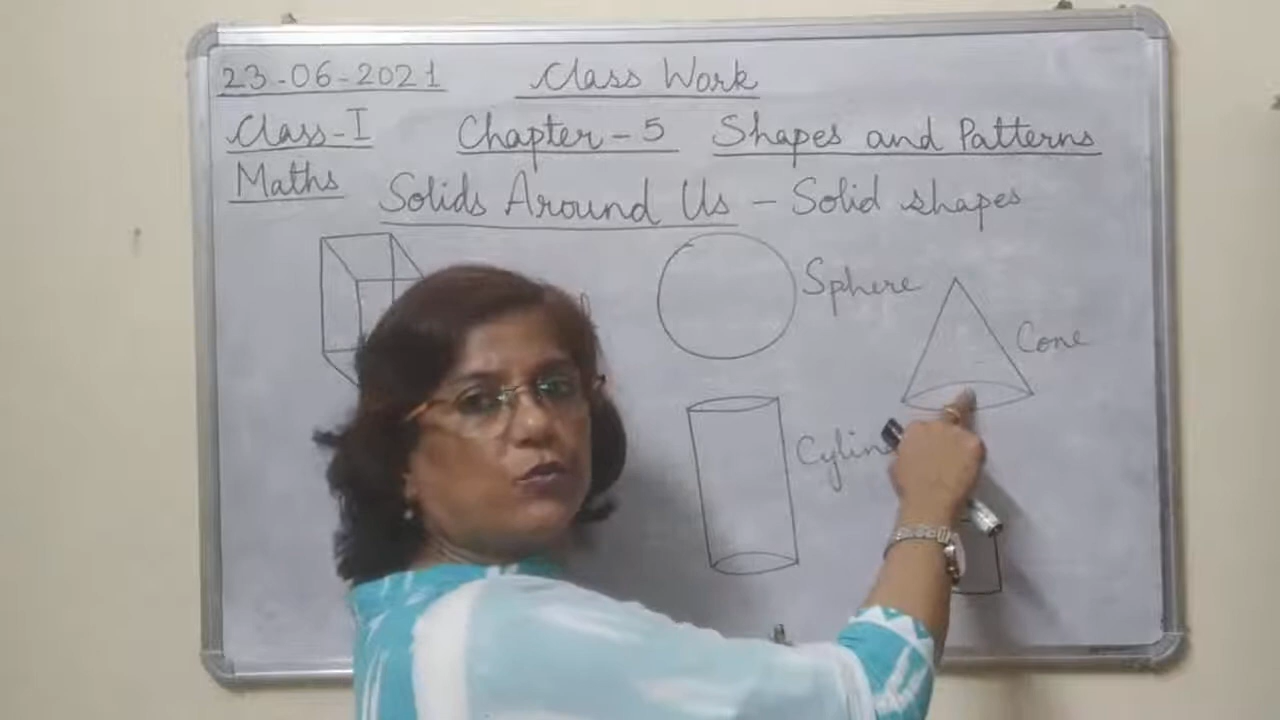 23-06-2021 Class Work
Class-I Chapter-5 Shapes and Patterns
Maths
Solids Around Us - Solid shapes
Sphere
Cone